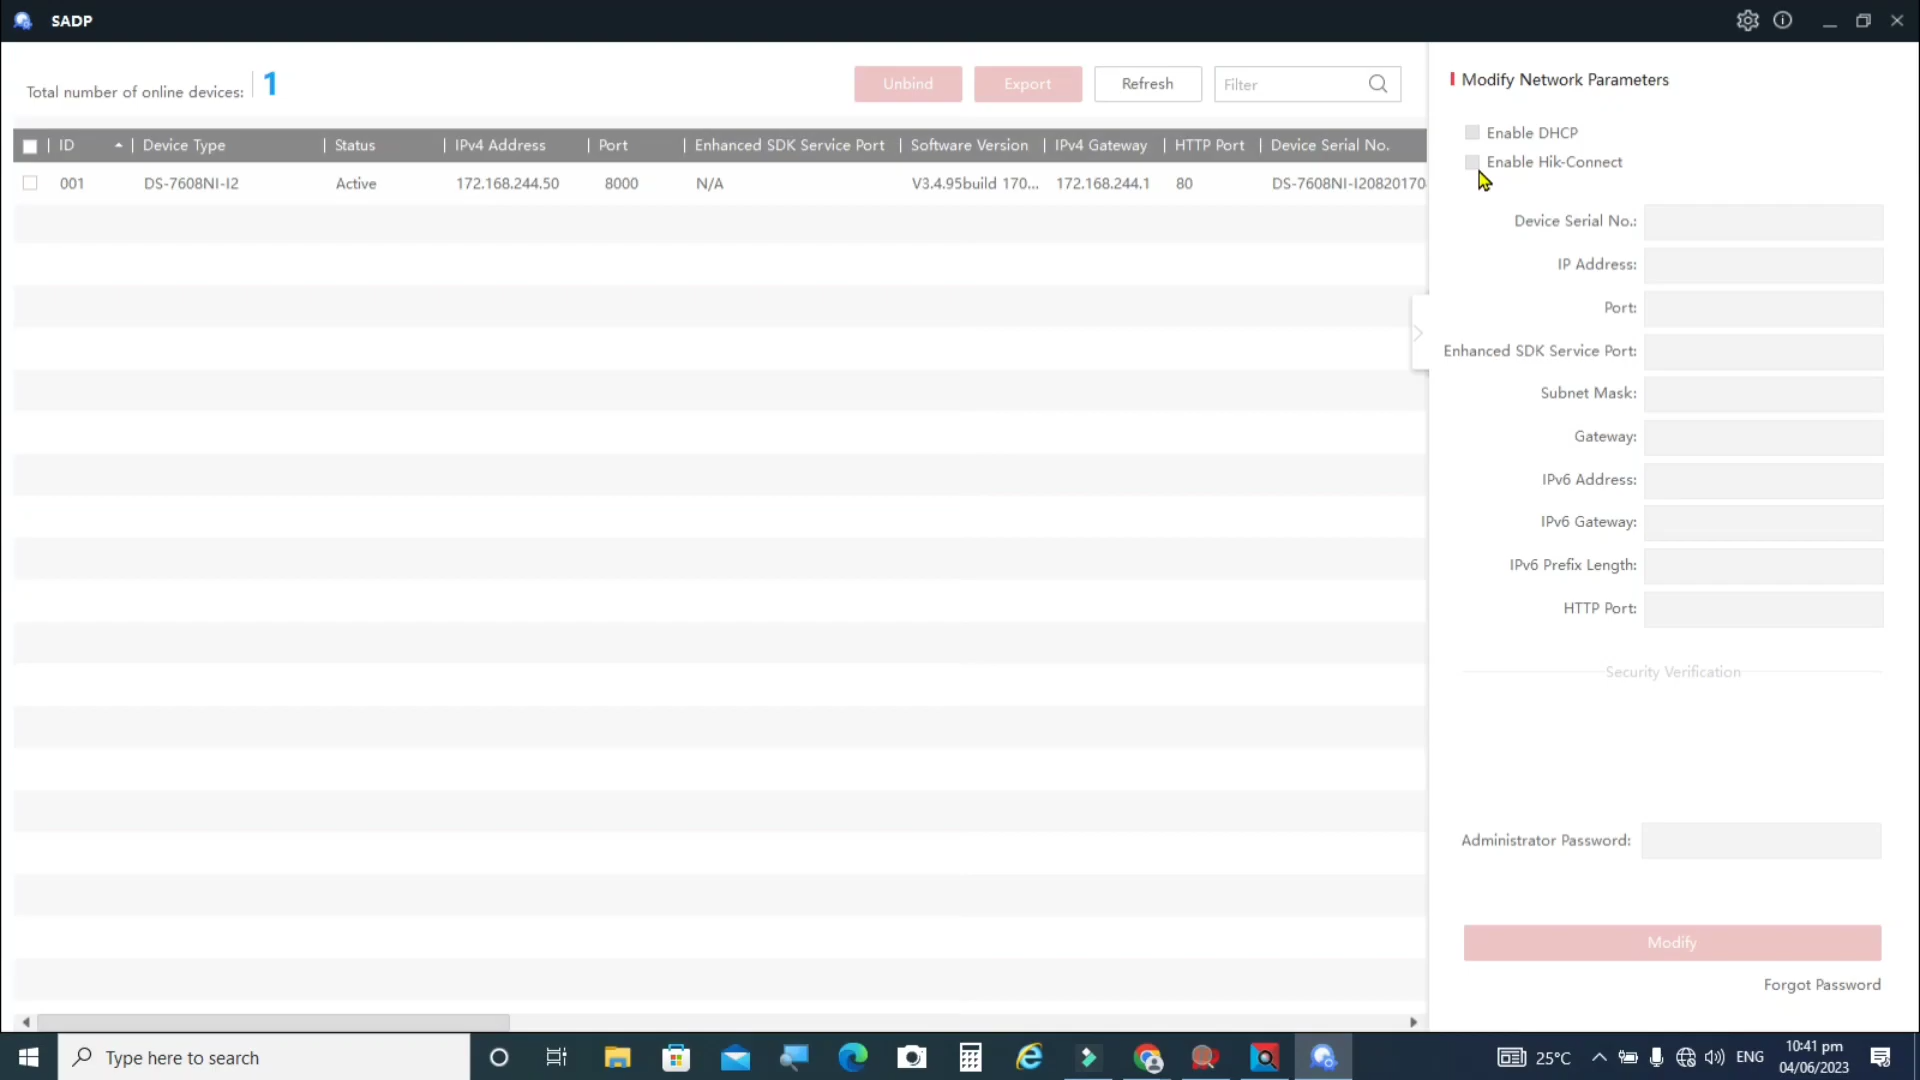 SADP
Total number of online devices: 1
Unbind
Export
Refresh
Filter
ID
Device Type
Status
IPv4 Address
Port
Enhanced SDK Service Port
Software Version
IPv4 Gateway
HTTP Port
Device Serial No.
001
DS-7608NI-I2
Active
172.168.244.50
8000
N/A
V3.4.95build 170...
172.168.244.1
80
DS-7608NI-I20820170
Modify Network Parameters
Enable DHCP
Enable Hik-Connect
Device Serial No.:
IP Address:
Port:
Enhanced SDK Service Port:
Subnet Mask:
Gateway:
IPv6 Address:
IPv6 Gateway:
IPv6 Prefix Length:
HTTP Port:
Security Verification
Administrator Password:
Modify
Forgot Password
Type here to search
25°C
ENG
10:41 pm
04/06/2023